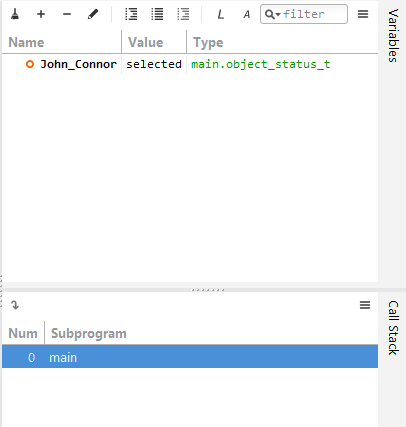 L A filter
Name Value Type
John_Connor selected main.object_status_t
Variables
Num Subprogram
0 main
Call Stack